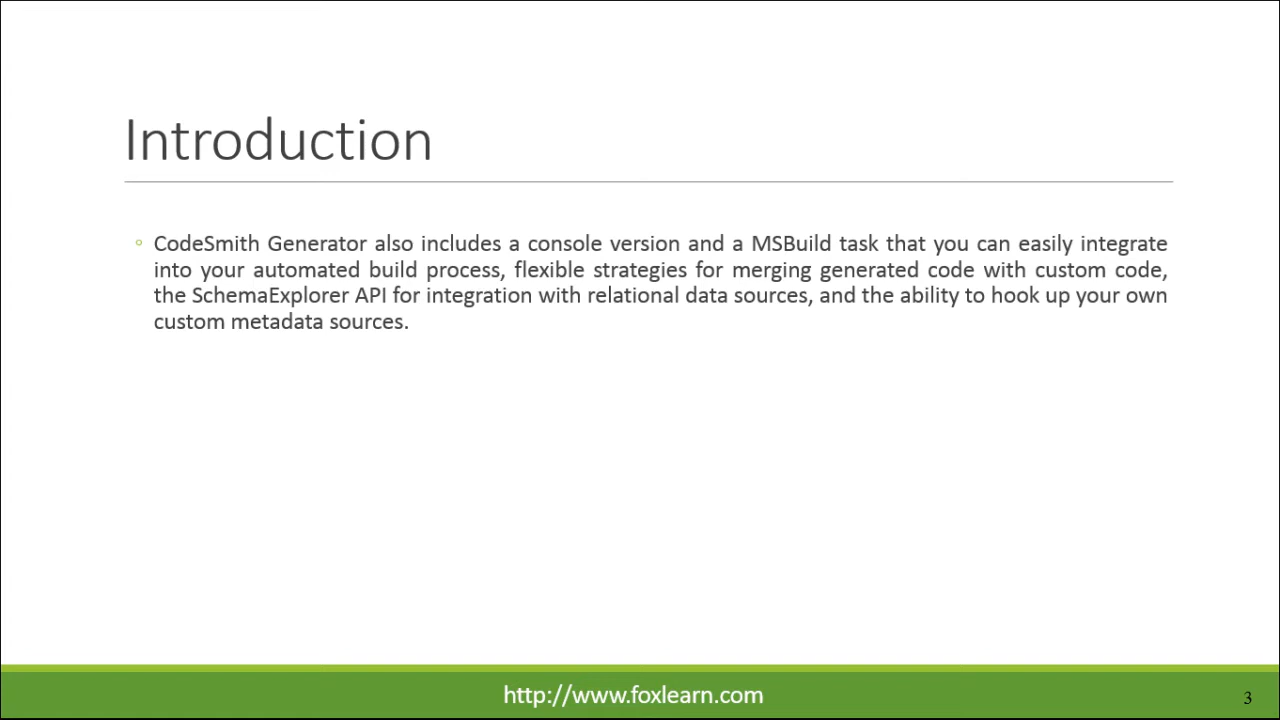 Introduction
◦ CodeSmith Generator also includes a console version and a MSBuild task that you can easily integrate
into your automated build process, flexible strategies for merging generated code with custom code,
the SchemaExplorer API for integration with relational data sources, and the ability to hook up your own
custom metadata sources.
http://www.foxlearn.com
3